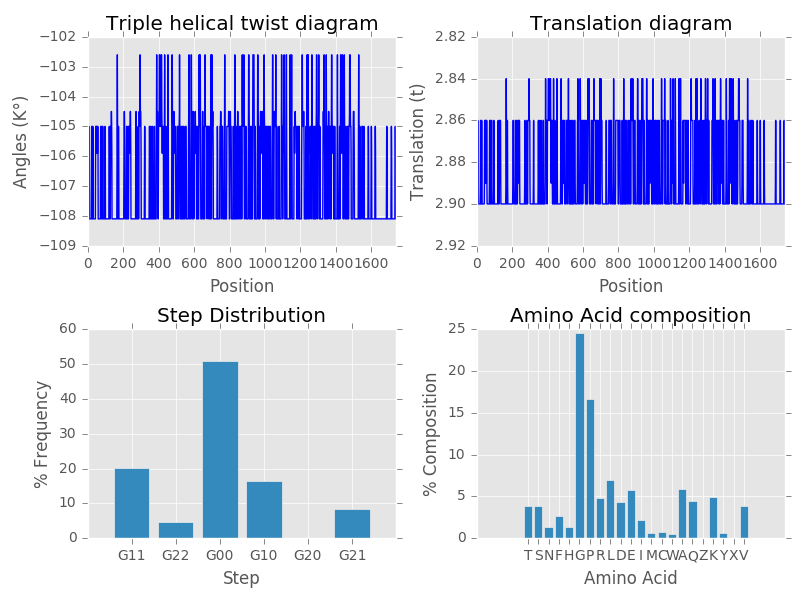 Triple helical twist diagram
−102
−103
−104
−105
−106
−107
−108
−109
Angles (K°)
0 200 400 600 800 1000 1200 1400 1600
Position
Translation diagram
2.82
2.84
2.86
2.88
2.90
2.92
Translation (t)
0 200 400 600 800 1000 1200 1400 1600
Position
Step Distribution
60
50
40
30
20
10
0
% Frequency
G11 G22 G00 G10 G20 G21
Step
Amino Acid composition
25
20
15
10
5
0
% Composition
T S N F H G P R L D E I M C W A Q Z K Y X V
Amino Acid